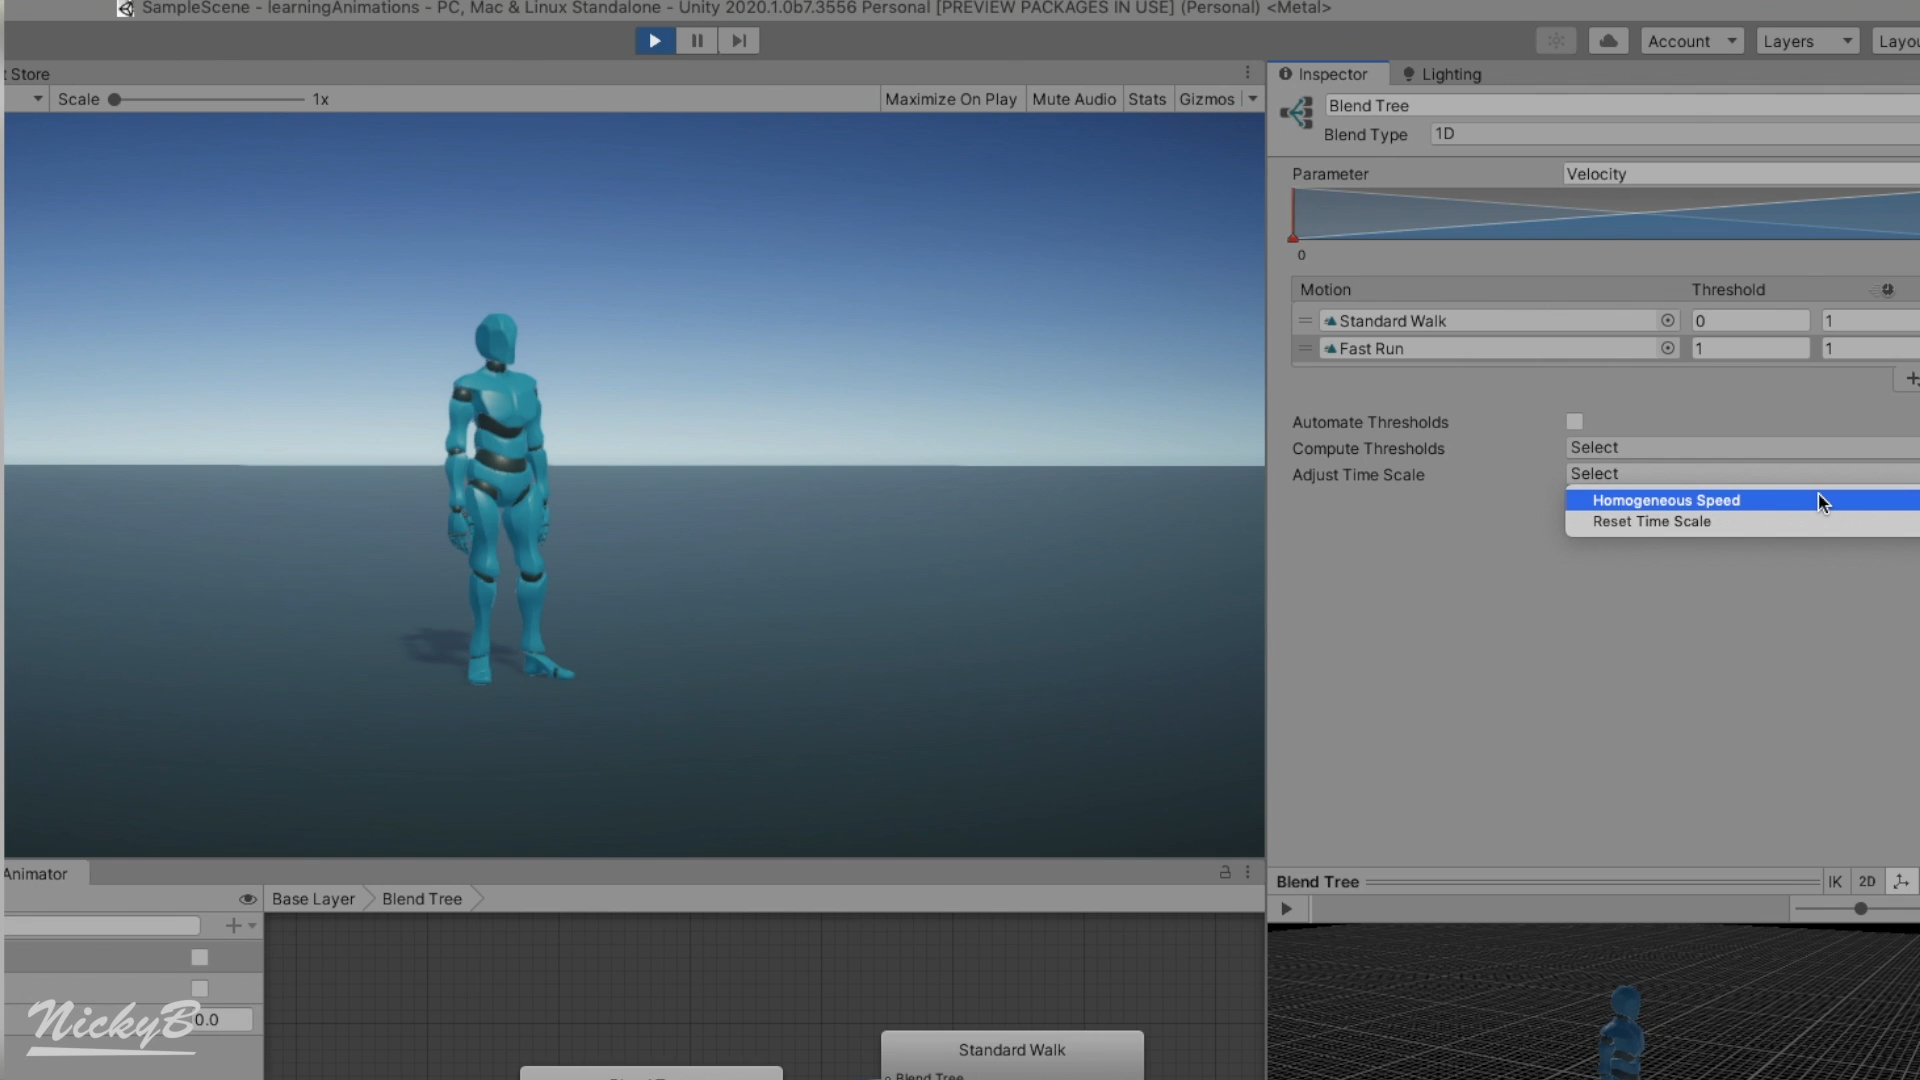 SampleScene - learningAnimations - PC, Mac & Linux Standalone - Unity 2020.1.0b7.3556 Personal [PREVIEW PACKAGES IN USE] (Personal) <Metal>
Account
Layers
t Store
Inspector
Lighting
Scale
1x
Maximize On Play
Mute Audio
Stats
Gizmos
Blend Tree
Blend Type
1D
Parameter
Velocity
0
Motion
Threshold
Standard Walk
0
1
Fast Run
1
1
Automate Thresholds
Compute Thresholds
Select
Adjust Time Scale
Select
Homogeneous Speed
Reset Time Scale
Animator
Blend Tree
IK
2D
Base Layer
Blend Tree
NickyB
0.0
Standard Walk
Blend Tree